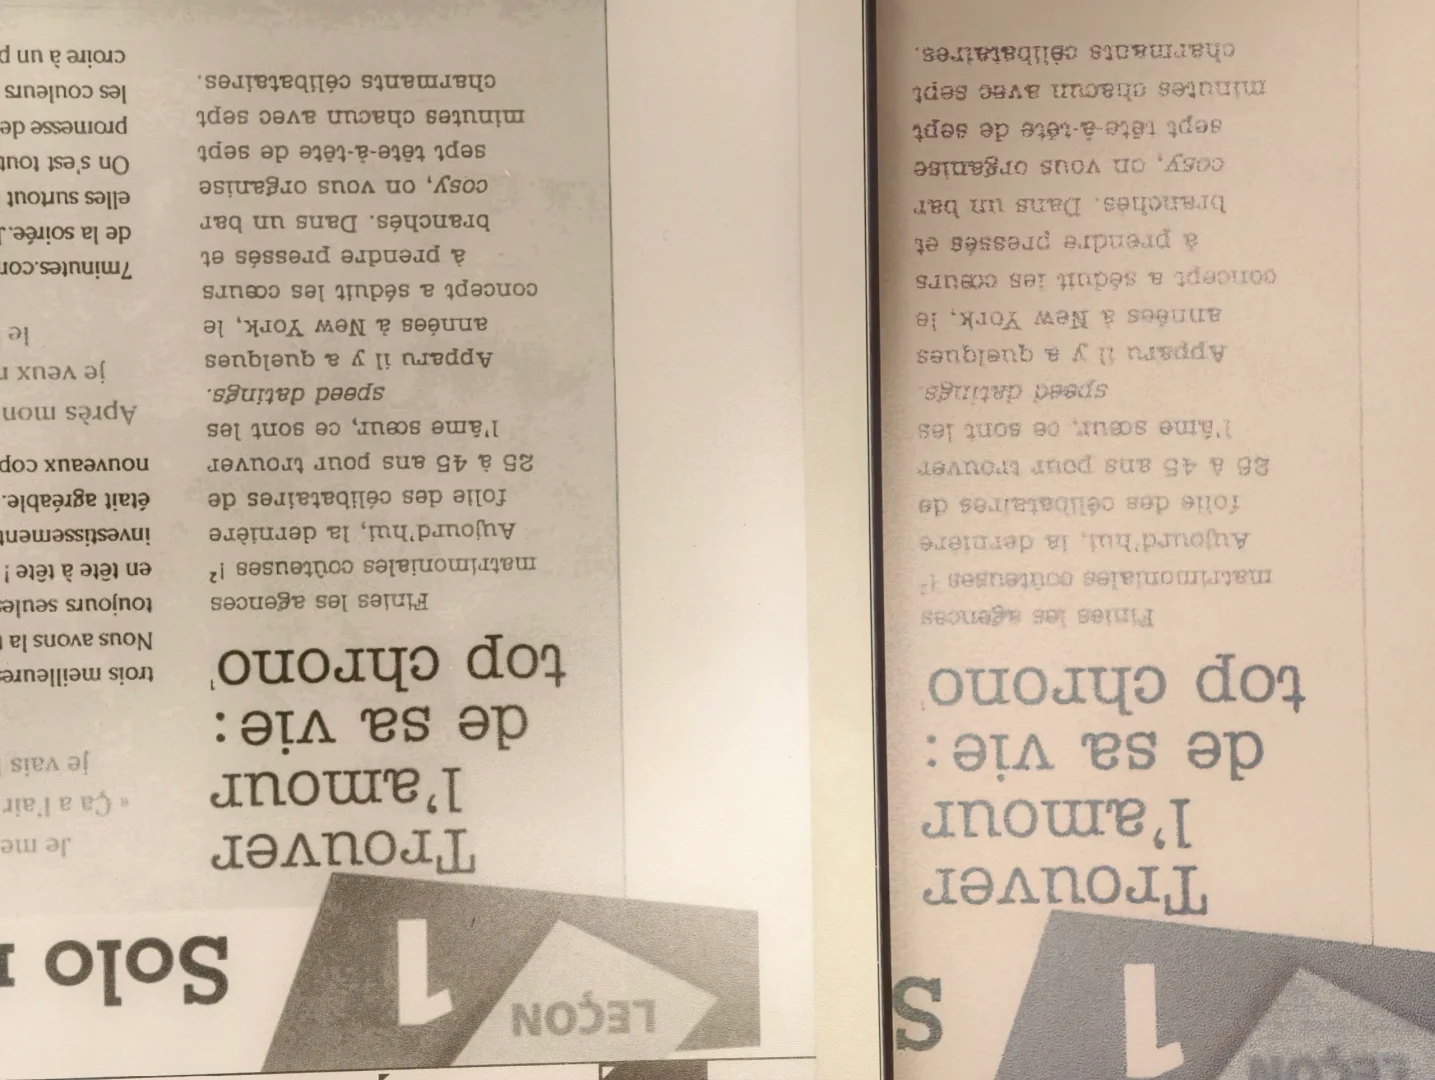 LEÇON
1
S
Trouver
l'amour
de sa vie :
top chrono¹
Finies les agences
matrimoniales coûteuses !²
Aujourd'hui, la dernière
folie des célibataires de
25 à 45 ans pour trouver
l'âme sœur, ce sont les
speed datings.
Apparu il y a quelques
années à New York, le
concept a séduit les cœurs
à prendre pressés et
branchés. Dans un bar
cosy, on vous organise
sept tête-à-tête de sept
minutes chacun avec sept
charmants célibataires.
LEÇON
1
Solo
Trouver
l'amour
de sa vie :
top chrono¹
Finies les agences
matrimoniales coûteuses !²
Aujourd'hui, la dernière
folie des célibataires de
25 à 45 ans pour trouver
l'âme sœur, ce sont les
speed datings.
Apparu il y a quelques
années à New York, le
concept a séduit les cœurs
à prendre pressés et
branchés. Dans un bar
cosy, on vous organise
sept tête-à-tête de sept
minutes chacun avec sept
charmants célibataires.
Je me
« Ça a l'air
je vais
trois meilleure
Nous avons la
toujours seule
en tête à tête !
investissement
était agréable.
nouveaux cop
Après mon
je veux
le
7minutes.co
de la soirée.
elles surtout
On s'est tout
promesse de
les couleurs
croire à un p